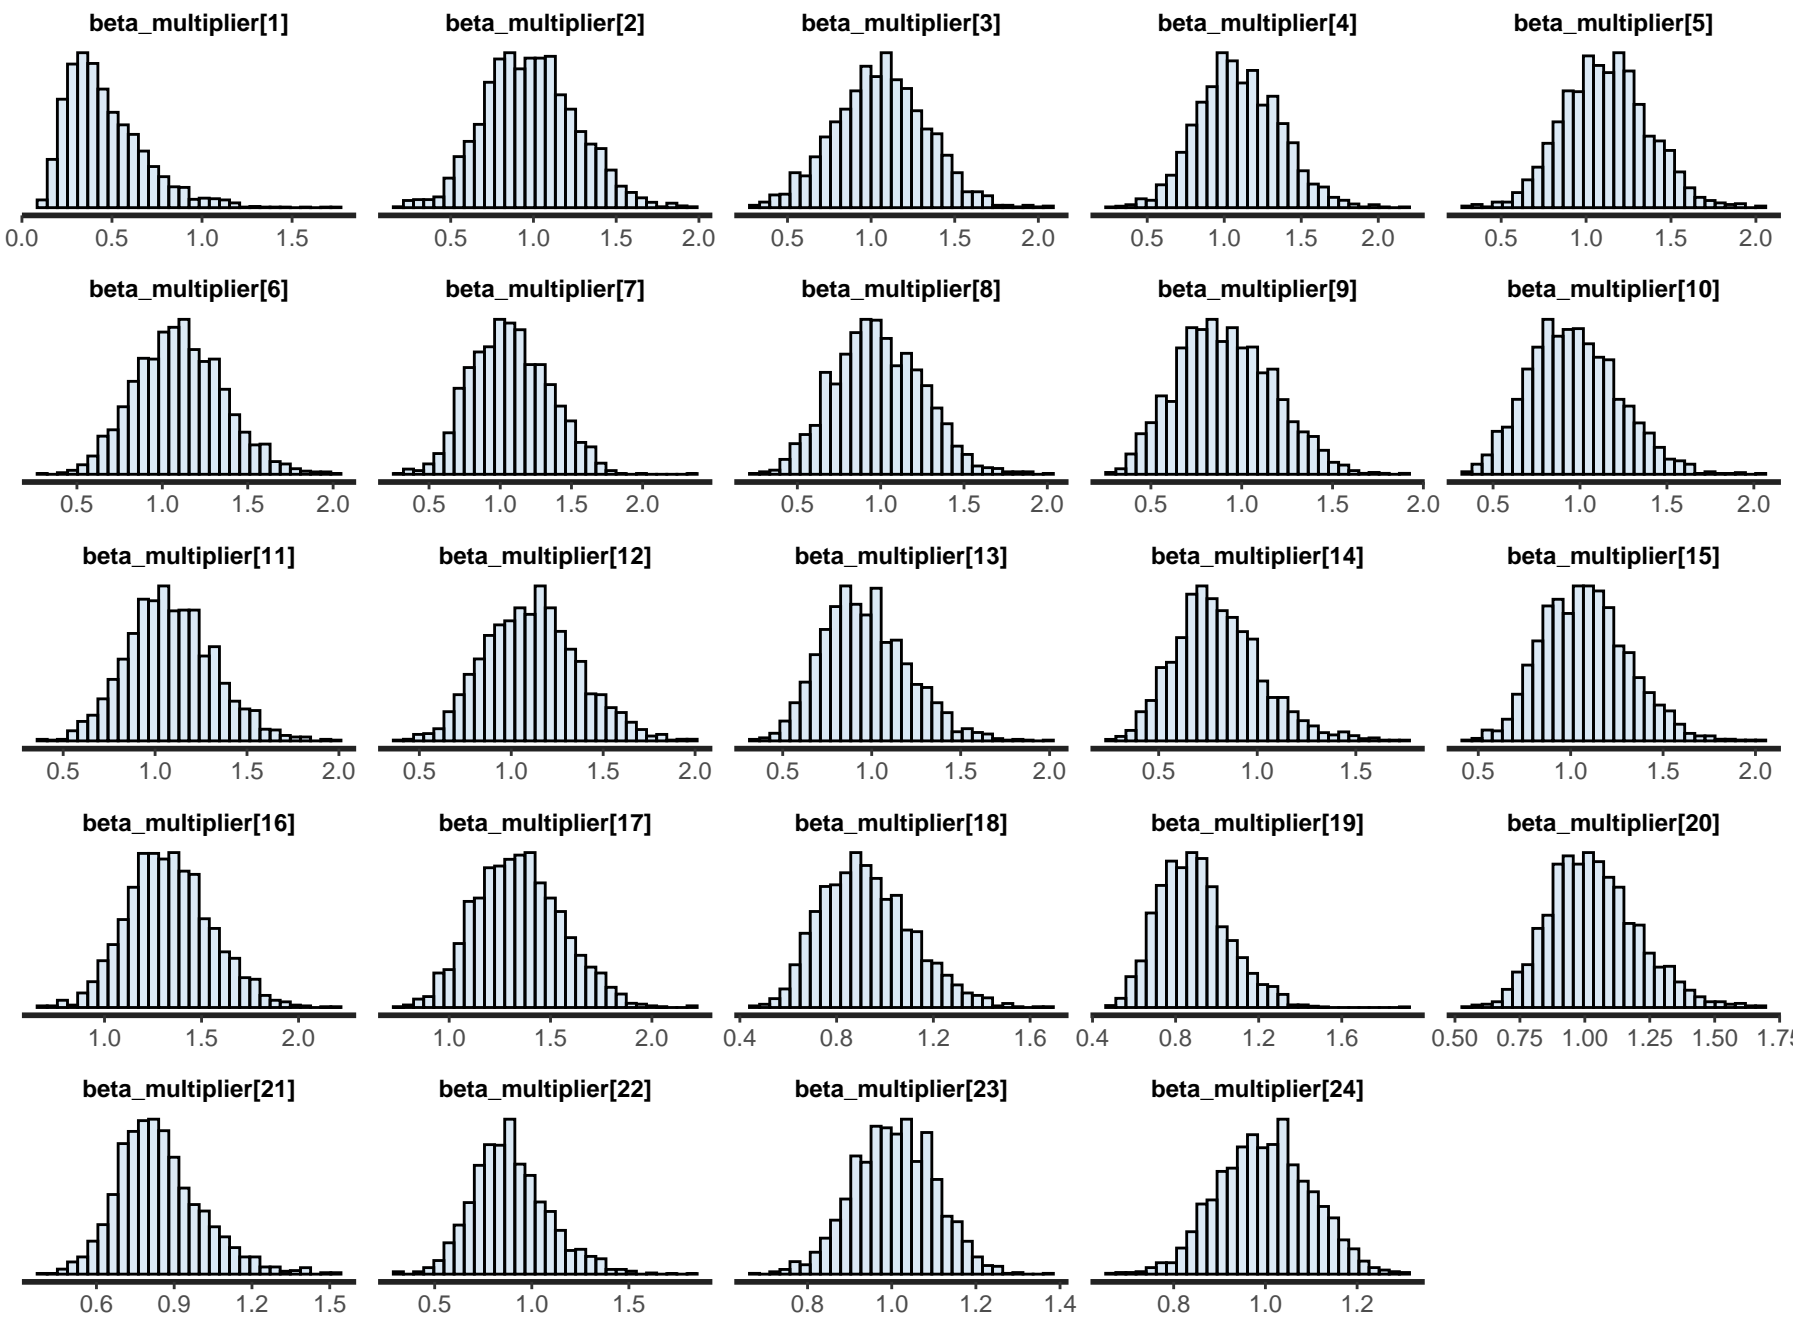 beta_multiplier[1] beta_multiplier[2] beta_multiplier[3] beta_multiplier[4] beta_multiplier[5]
0.0 0.5 1.0 1.5 0.5 1.0 1.5 2.0 0.5 1.0 1.5 2.0 0.5 1.0 1.5 2.0 0.5 1.0 1.5 2.0
beta_multiplier[6] beta_multiplier[7] beta_multiplier[8] beta_multiplier[9] beta_multiplier[10]
0.5 1.0 1.5 2.0 0.5 1.0 1.5 2.0 0.5 1.0 1.5 2.0 0.5 1.0 1.5 2.0 0.5 1.0 1.5 2.0
beta_multiplier[11] beta_multiplier[12] beta_multiplier[13] beta_multiplier[14] beta_multiplier[15]
0.5 1.0 1.5 2.0 0.5 1.0 1.5 2.0 0.5 1.0 1.5 2.0 0.5 1.0 1.5 0.5 1.0 1.5 2.0
beta_multiplier[16] beta_multiplier[17] beta_multiplier[18] beta_multiplier[19] beta_multiplier[20]
1.0 1.5 2.0 1.0 1.5 2.0 0.4 0.8 1.2 1.6 0.4 0.8 1.2 1.6 0.50 0.75 1.00 1.25 1.50 1.75
beta_multiplier[21] beta_multiplier[22] beta_multiplier[23] beta_multiplier[24]
0.6 0.9 1.2 1.5 0.5 1.0 1.5 0.8 1.0 1.2 1.4 0.8 1.0 1.2